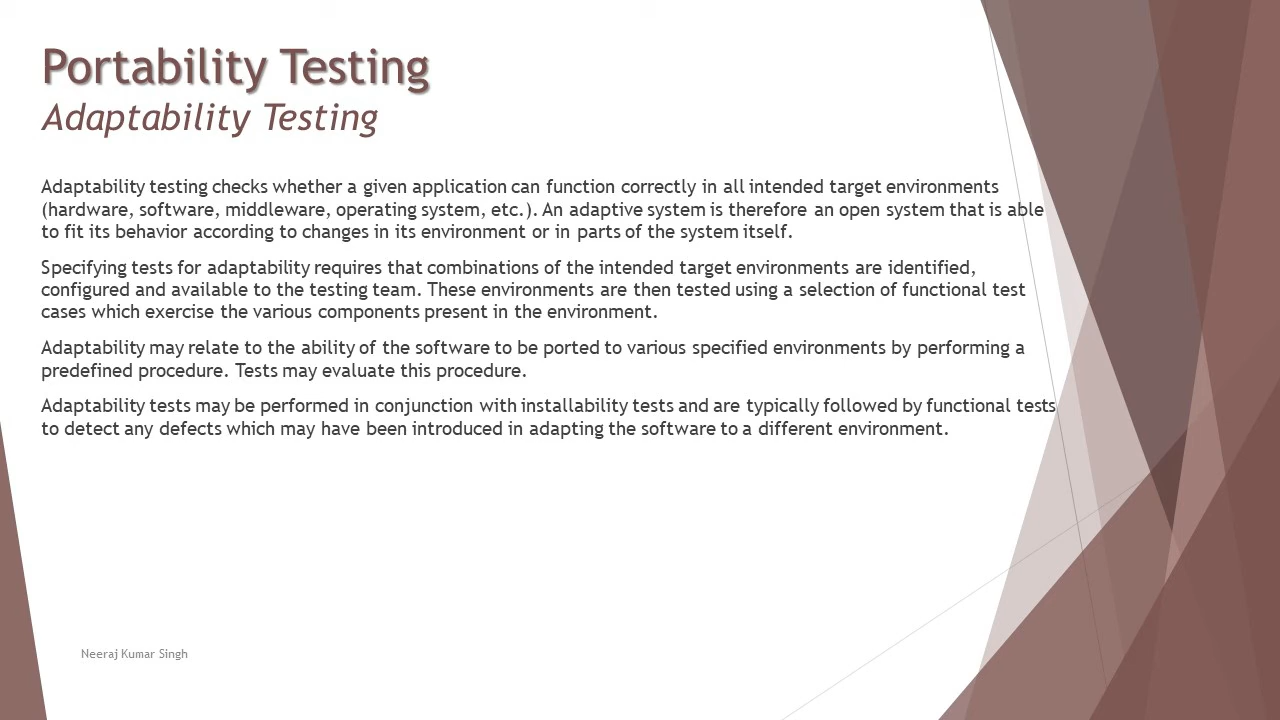 Portability Testing
Adaptability Testing
Adaptability testing checks whether a given application can function correctly in all intended target environments
(hardware, software, middleware, operating system, etc.). An adaptive system is therefore an open system that is able
to fit its behavior according to changes in its environment or in parts of the system itself.
Specifying tests for adaptability requires that combinations of the intended target environments are identified,
configured and available to the testing team. These environments are then tested using a selection of functional test
cases which exercise the various components present in the environment.
Adaptability may relate to the ability of the software to be ported to various specified environments by performing a
predefined procedure. Tests may evaluate this procedure.
Adaptability tests may be performed in conjunction with installability tests and are typically followed by functional tests
to detect any defects which may have been introduced in adapting the software to a different environment.
Neeraj Kumar Singh